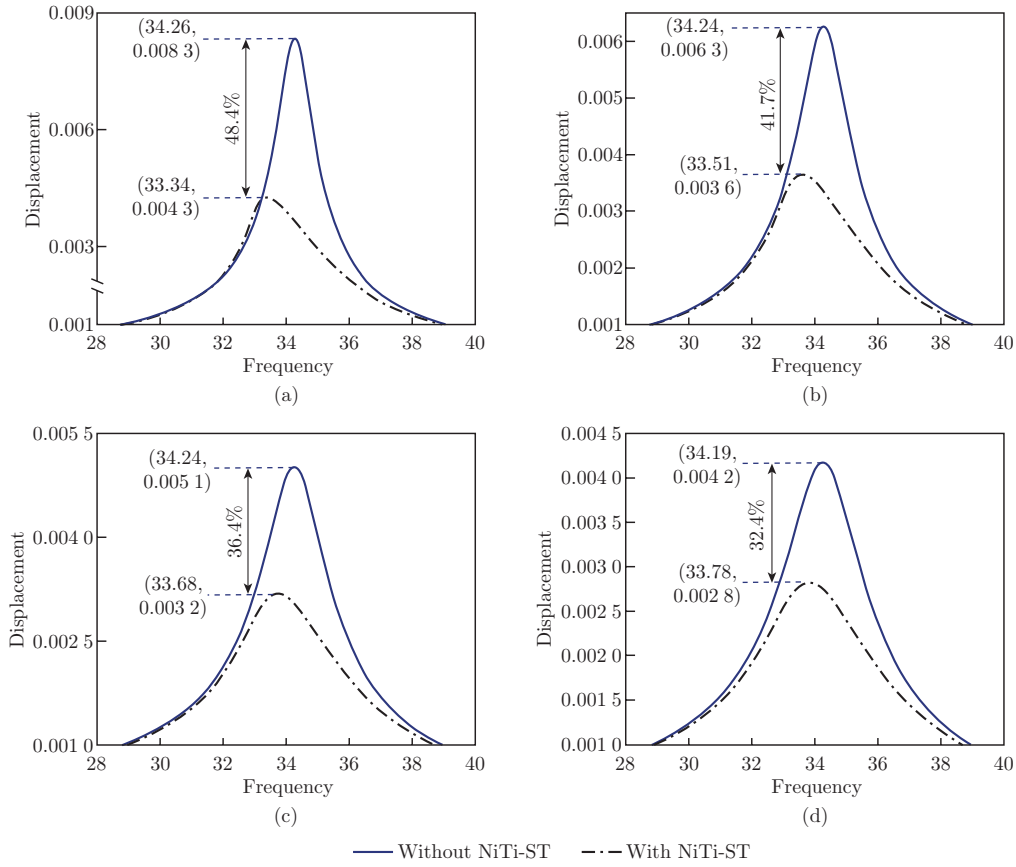 0.009
0.006
0.003
0.001
Displacement
(34.26,
0.008 3)
48.4%
(33.34,
0.004 3)
28 30 32 34 36 38 40
Frequency
(a)
0.006
0.005
0.004
0.003
0.002
0.001
Displacement
(34.24,
0.006 3)
41.7%
(33.51,
0.003 6)
28 30 32 34 36 38 40
Frequency
(b)
0.005 5
0.004 0
0.002 5
0.001 0
Displacement
(34.24,
0.005 1)
36.4%
(33.68,
0.003 2)
28 30 32 34 36 38 40
Frequency
(c)
0.004 5
0.004 0
0.003 5
0.003 0
0.002 5
0.002 0
0.001 5
0.001 0
Displacement
(34.19,
0.004 2)
32.4%
(33.78,
0.002 8)
28 30 32 34 36 38 40
Frequency
(d)
Without NiTi-ST With NiTi-ST